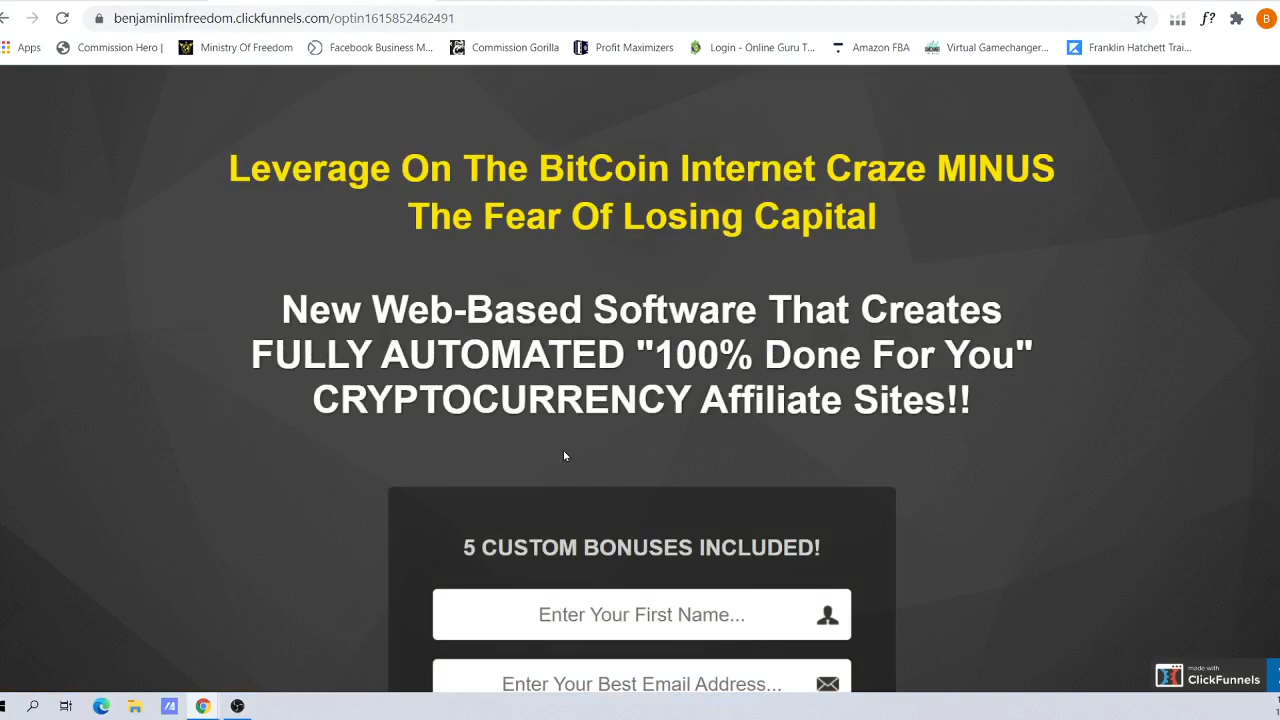 benjaminlimfreedom.clickfunnels.com/optin1615852462491
f?
B
Apps
Commission Hero |
Ministry Of Freedom
Facebook Business M...
Commission Gorilla
Profit Maximizers
Login - Online Guru T...
Amazon FBA
Virtual Gamechanger...
Franklin Hatchett Trai...
Leverage On The BitCoin Internet Craze MINUS
The Fear Of Losing Capital
New Web-Based Software That Creates
FULLY AUTOMATED "100% Done For You"
CRYPTOCURRENCY Affiliate Sites!!
5 CUSTOM BONUSES INCLUDED!
Enter Your First Name...
Enter Your Best Email Address...
made with
ClickFunnels